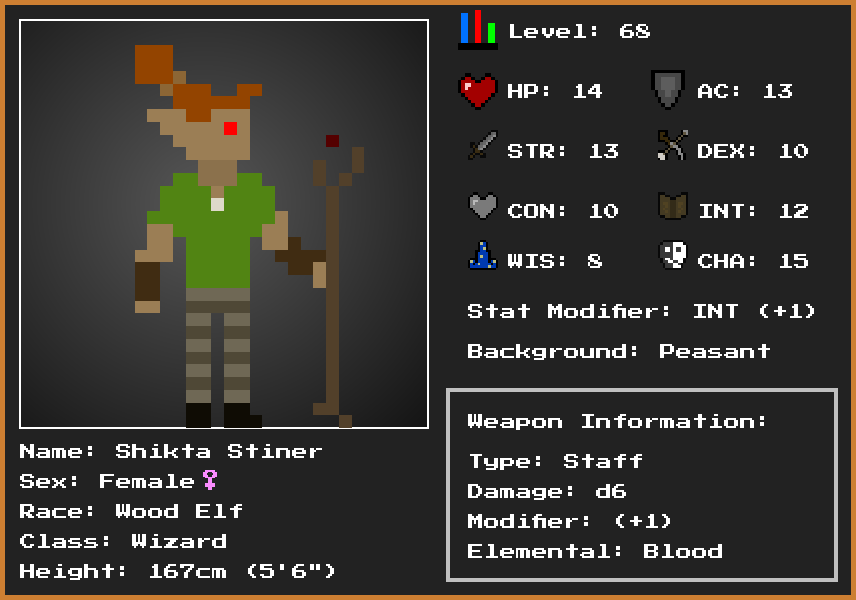 Level: 68
HP: 14 AC: 13
STR: 13 DEX: 10
CON: 10 INT: 12
WIS: 8 CHA: 15
Stat Modifier: INT (+1)
Background: Peasant
Weapon Information:
Type: Staff
Damage: d6
Modifier: (+1)
Elemental: Blood
Name: Shikta Stiner
Sex: Female♀
Race: Wood Elf
Class: Wizard
Height: 167cm (5'6")